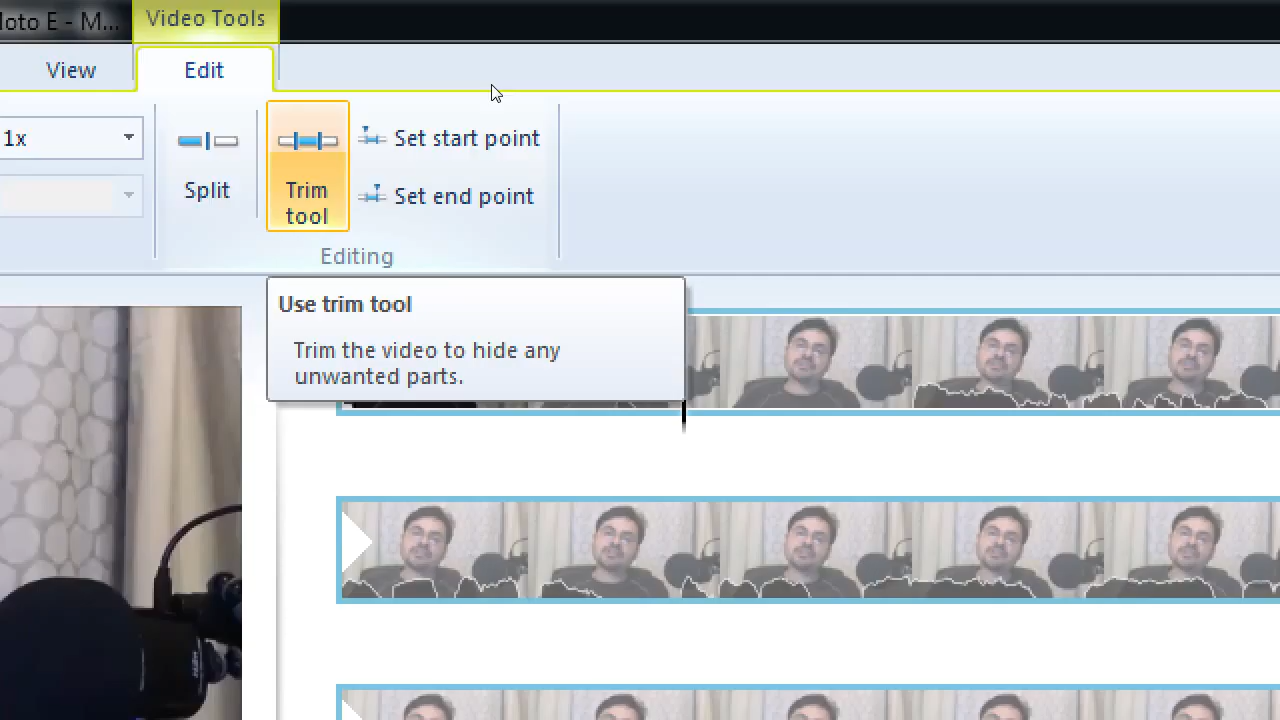 loto E - M...
Video Tools
View
Edit
1x
Split
Trim
tool
Set start point
Set end point
Editing
Use trim tool
Trim the video to hide any
unwanted parts.